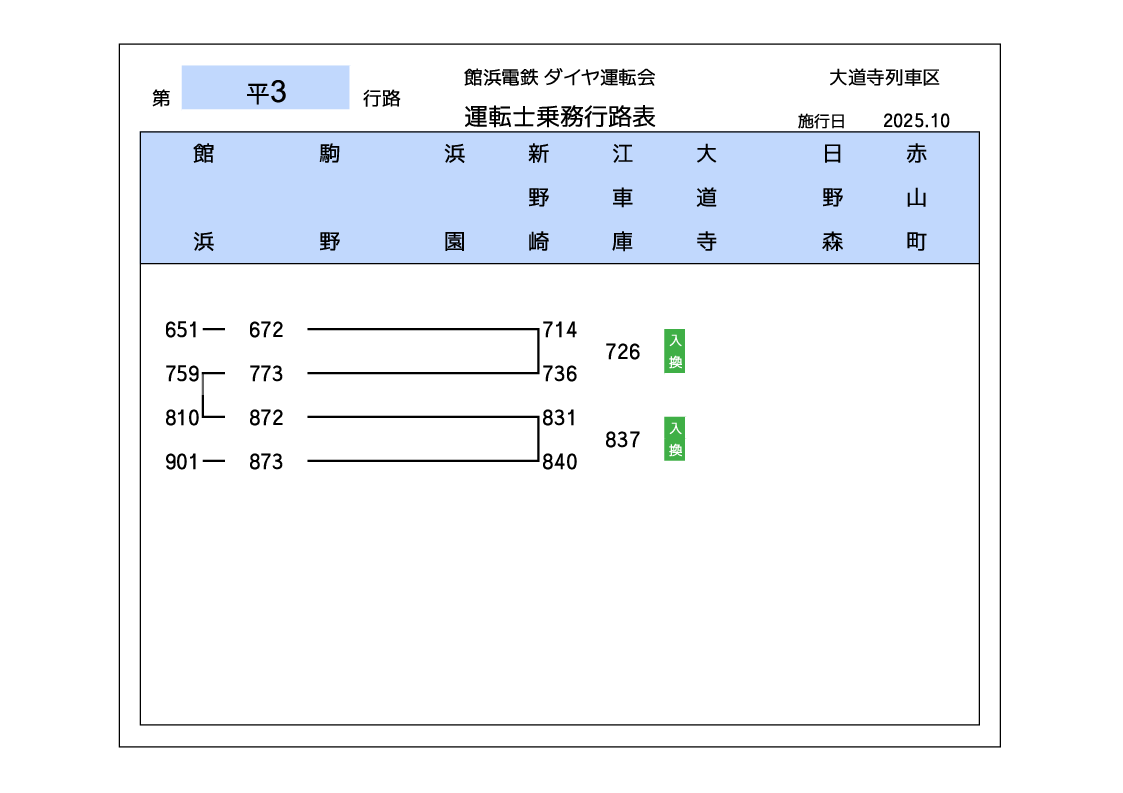 館浜電鉄 ダイヤ運転会
大道寺列車区
第 平3 行路
運転士乗務行路表
施行日 2025.10
館浜 駒野 浜園 新野崎 江車庫 大道寺 日野森 赤山町
651 672 714
726 入換
759 773 736
810 872 831
837 入換
901 873 840